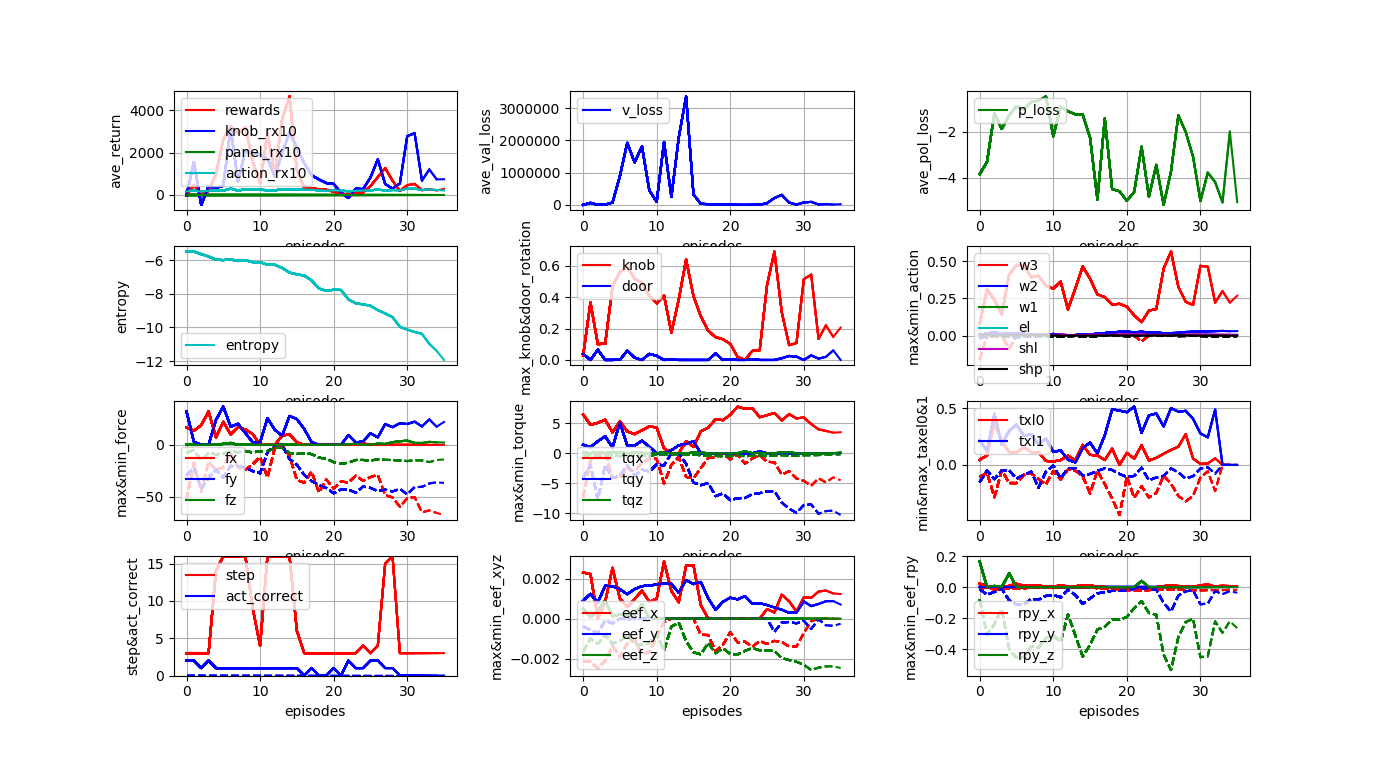 ave_return
4000
2000
0
rewards
knob_rx10
panel_rx10
action_rx10
0 10 20 30
episodes
ave_val_loss
3000000
2000000
1000000
0
v_loss
0 10 20 30
episodes
ave_pol_loss
−2
−4
p_loss
0 10 20 30
entropy
−6
−8
−10
−12
entropy
0 10 20 30
max_knob&door_rotation
0.6
0.4
0.2
0.0
knob
door
0 10 20 30
max&min_action
0.50
0.25
0.00
w3
w2
w1
el
shl
shp
0 10 20 30
max&min_force
0
−50
fx
fy
fz
0 10 20 30
episodes
max&min_torque
5
0
−5
−10
tqx
tqy
tqz
0 10 20 30
episodes
min&max_taxel0&1
0.5
0.0
txl0
txl1
0 10 20 30
step&act_correct
15
10
5
0
step
act_correct
0 10 20 30
episodes
max&min_eef_xyz
0.002
0.000
−0.002
eef_x
eef_y
eef_z
0 10 20 30
episodes
max&min_eef_rpy
0.2
0.0
−0.2
−0.4
rpy_x
rpy_y
rpy_z
0 10 20 30
episodes